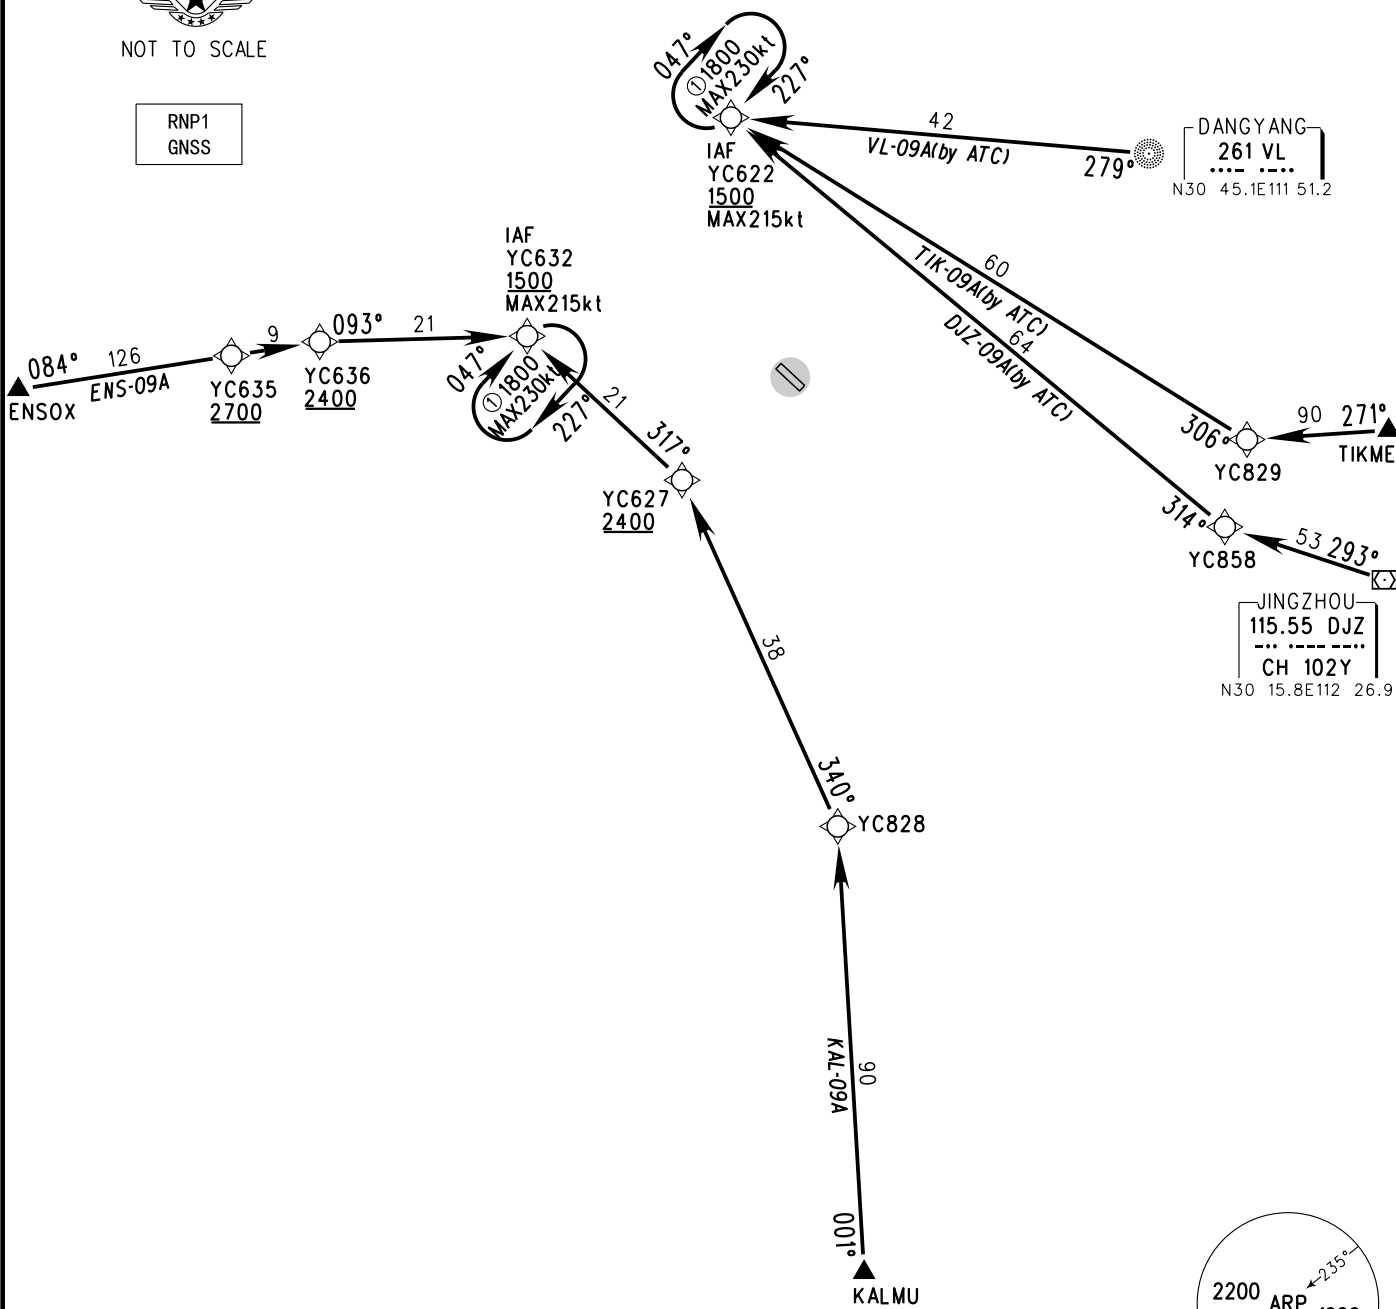 NOT TO SCALE
RNP1
GNSS
047°
① 1800
MAX230kt
227°
IAF
YC622
1500
MAX215kt
42
VL-09A(by ATC)
279°
DANGYANG
261 VL
N30 45.1E111 51.2
IAF
YC632
1500
MAX215kt
60
TIK-09A(by ATC)
64
DJZ-09A(by ATC)
084°
126
ENS-09A
ENSOX
9
YC635
2700
093°
21
YC636
2400
047°
① 1800
MAX230kt
227°
21
317°
YC627
2400
306°
90
271°
YC829
TIKME
314°
YC858
53
293°
JINGZHOU
115.55 DJZ
CH 102Y
N30 15.8E112 26.9
38
340°
YC828
KAL-09A
90
001°
KALMU
235°
2200
ARP